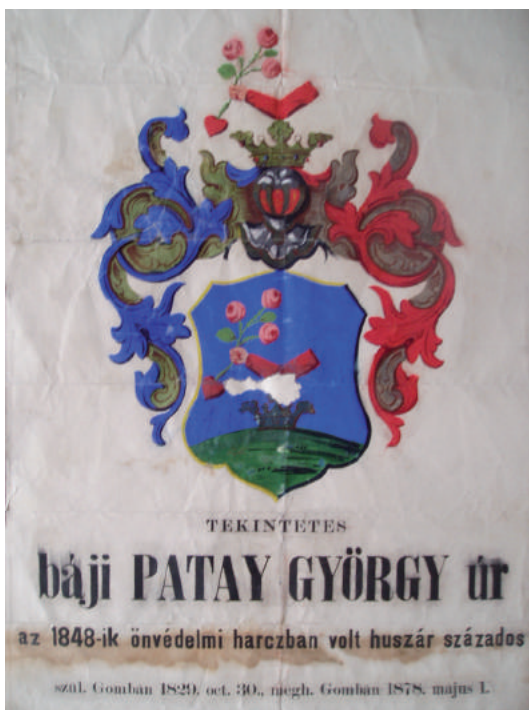 TEKINTETES
báji PATAY GYÖRGY úr
az 1848-ik önvédelmi harczban volt huszár százados
szül. Gombán 1829. oct. 30., megh. Gombán 1878. május 1.